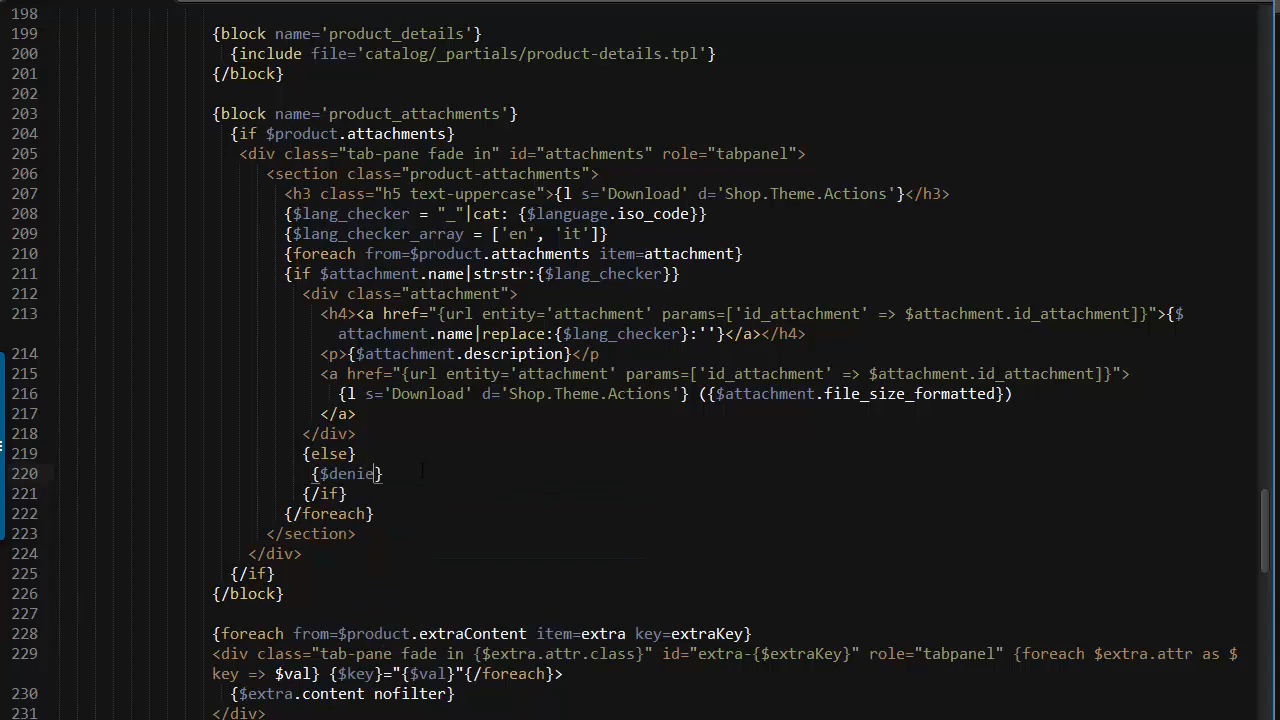 198
199 {block name='product_details'}
200 {include file='catalog/_partials/product-details.tpl'}
201 {/block}
202
203 {block name='product_attachments'}
204 {if $product.attachments}
205 <div class="tab-pane fade in" id="attachments" role="tabpanel">
206 <section class="product-attachments">
207 <h3 class="h5 text-uppercase">{l s='Download' d='Shop.Theme.Actions'}</h3>
208 {$lang_checker = "_"|cat: {$language.iso_code}}
209 {$lang_checker_array = ['en', 'it']}
210 {foreach from=$product.attachments item=attachment}
211 {if $attachment.name|strstr:{$lang_checker}}
212 <div class="attachment">
213 <h4><a href="{url entity='attachment' params=['id_attachment' => $attachment.id_attachment]}">{$
attachment.name|replace:{$lang_checker}:''}</a></h4>
214 <p>{$attachment.description}</p
215 <a href="{url entity='attachment' params=['id_attachment' => $attachment.id_attachment]}">
216 {l s='Download' d='Shop.Theme.Actions'} ({$attachment.file_size_formatted})
217 </a>
218 </div>
219 {else}
220 {$denie}
221 {/if}
222 {/foreach}
223 </section>
224 </div>
225 {/if}
226 {/block}
227
228 {foreach from=$product.extraContent item=extra key=extraKey}
229 <div class="tab-pane fade in {$extra.attr.class}" id="extra-{$extraKey}" role="tabpanel" {foreach $extra.attr as $
key => $val} {$key}="{$val}"{/foreach}>
230 {$extra.content nofilter}
231 </div>